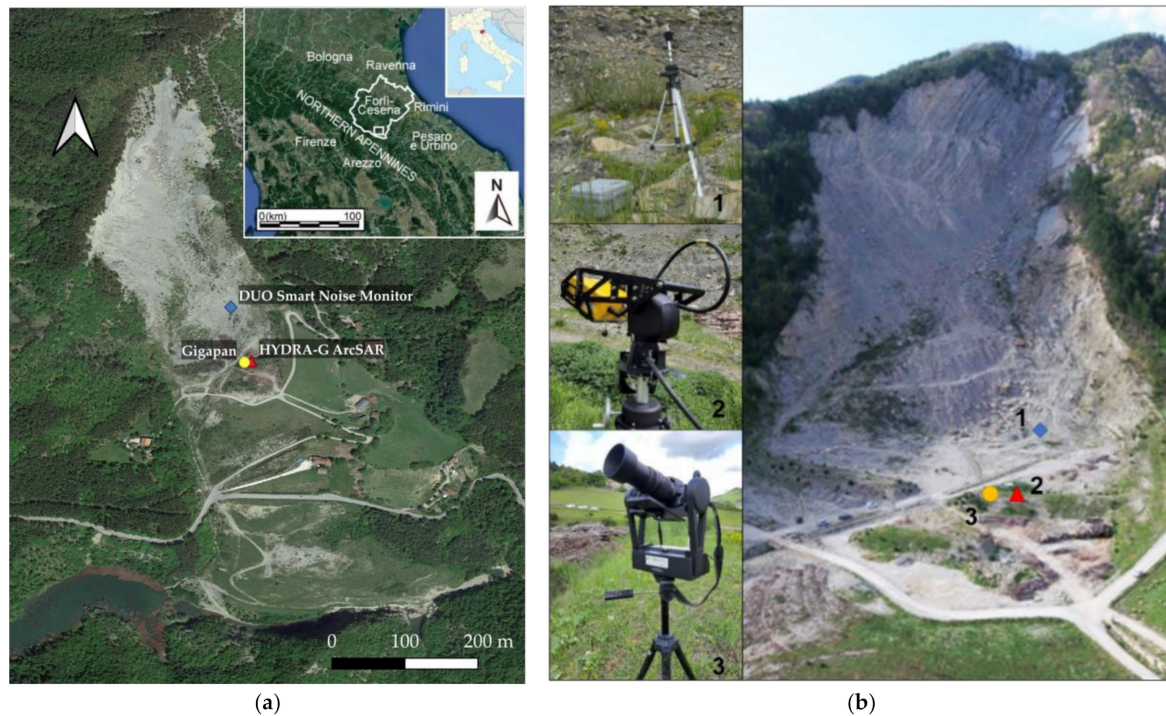 Bologna
Ravenna
Forlì-
Cesena
Rimini
NORTHERN APENNINES
Firenze
Pesaro
e Urbino
Arezzo
N
0(km) 100
DUO Smart Noise Monitor
Gigapan
HYDRA-G ArcSAR
0 100 200 m
1
2
3
1
2
3
(a)
(b)